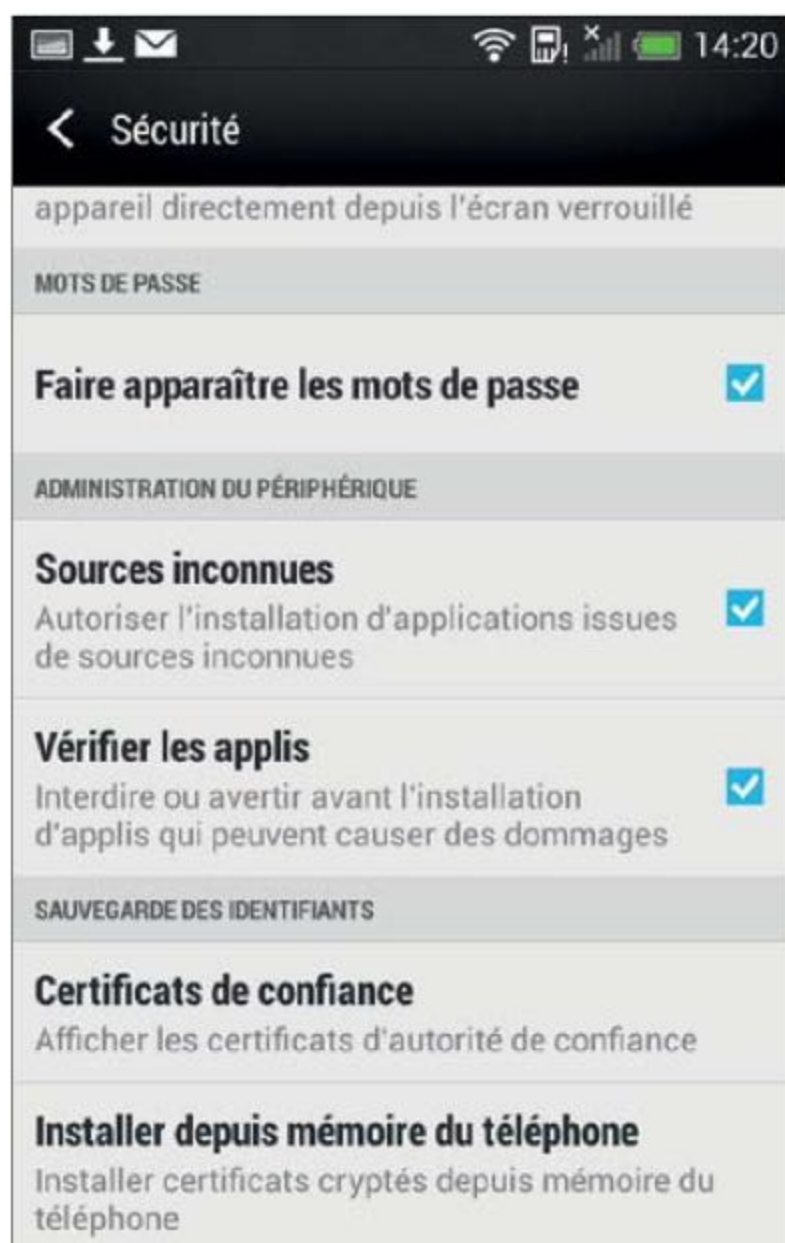 14:20
Sécurité
appareil directement depuis l'écran verrouillé
MOTS DE PASSE
Faire apparaître les mots de passe
ADMINISTRATION DU PÉRIPHÉRIQUE
Sources inconnues
Autoriser l'installation d'applications issues
de sources inconnues
Vérifier les applis
Interdire ou avertir avant l'installation
d'applis qui peuvent causer des dommages
SAUVEGARDE DES IDENTIFIANTS
Certificats de confiance
Afficher les certificats d'autorité de confiance
Installer depuis mémoire du téléphone
Installer certificats cryptés depuis mémoire du
téléphone